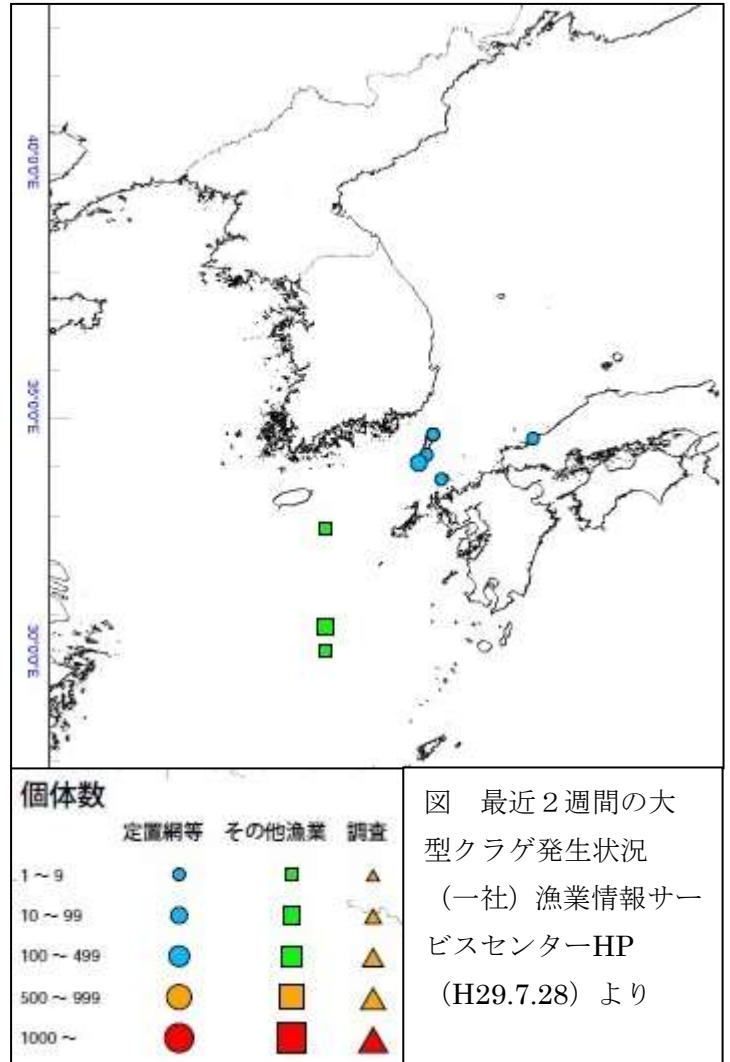 40°0'0"E
35°0'0"E
30°0'0"E
個体数
定置網等 その他漁業 調査
1 ～ 9
10 ～ 99
100 ～ 499
500 ～ 999
1000 ～
図 最近２週間の大
型クラゲ発生状況
（一社）漁業情報サー
ビスセンターHP
（H29.7.28）より